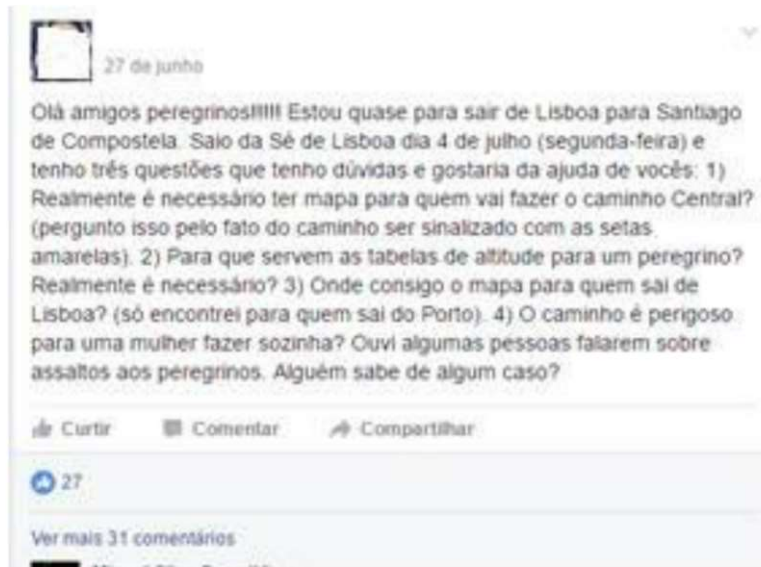 27 de junho
Olá amigos peregrinos!!!!!! Estou quase para sair de Lisboa para Santiago
de Compostela. Saio da Sé de Lisboa dia 4 de julho (segunda-feira) e
tenho três questões que tenho dúvidas e gostaria da ajuda de vocês: 1)
Realmente é necessário ter mapa para quem vai fazer o caminho Central?
(pergunto isso pelo fato do caminho ser sinalizado com as setas
amarelas). 2) Para que servem as tabelas de altitude para um peregrino?
Realmente é necessário? 3) Onde consigo o mapa para quem sai de
Lisboa? (só encontrei para quem sai do Porto). 4) O caminho é perigoso
para uma mulher fazer sozinha? Ouvi algumas pessoas falarem sobre
assaltos aos peregrinos. Alguém sabe de algum caso?
Curtir Comentar Compartilhar
27
Ver mais 31 comentários